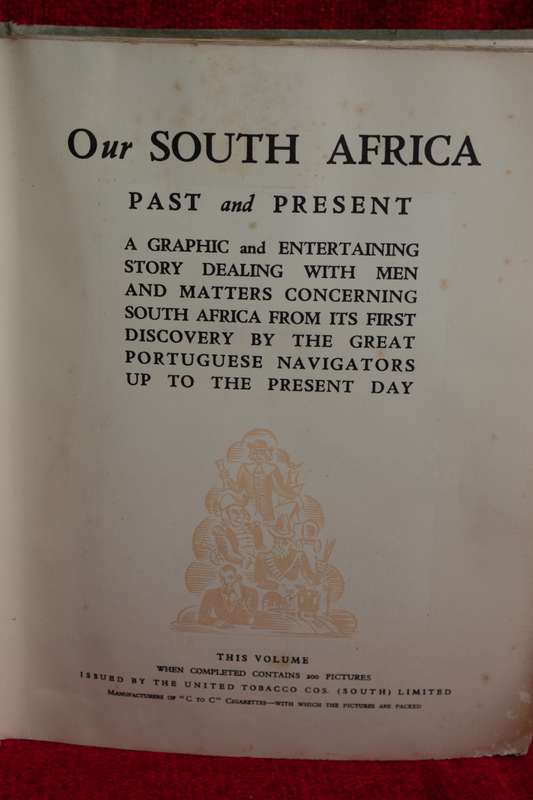 Our SOUTH AFRICA
PAST and PRESENT
A GRAPHIC and ENTERTAINING
STORY DEALING WITH MEN
AND MATTERS CONCERNING
SOUTH AFRICA FROM ITS FIRST
DISCOVERY BY THE GREAT
PORTUGUESE NAVIGATORS
UP TO THE PRESENT DAY
THIS VOLUME
WHEN COMPLETED CONTAINS 200 PICTURES
ISSUED BY THE UNITED TOBACCO COS. (SOUTH) LIMITED
MANUFACTURERS OF "C TO C" CIGARETTES—WITH WHICH THE PICTURES ARE PACKED